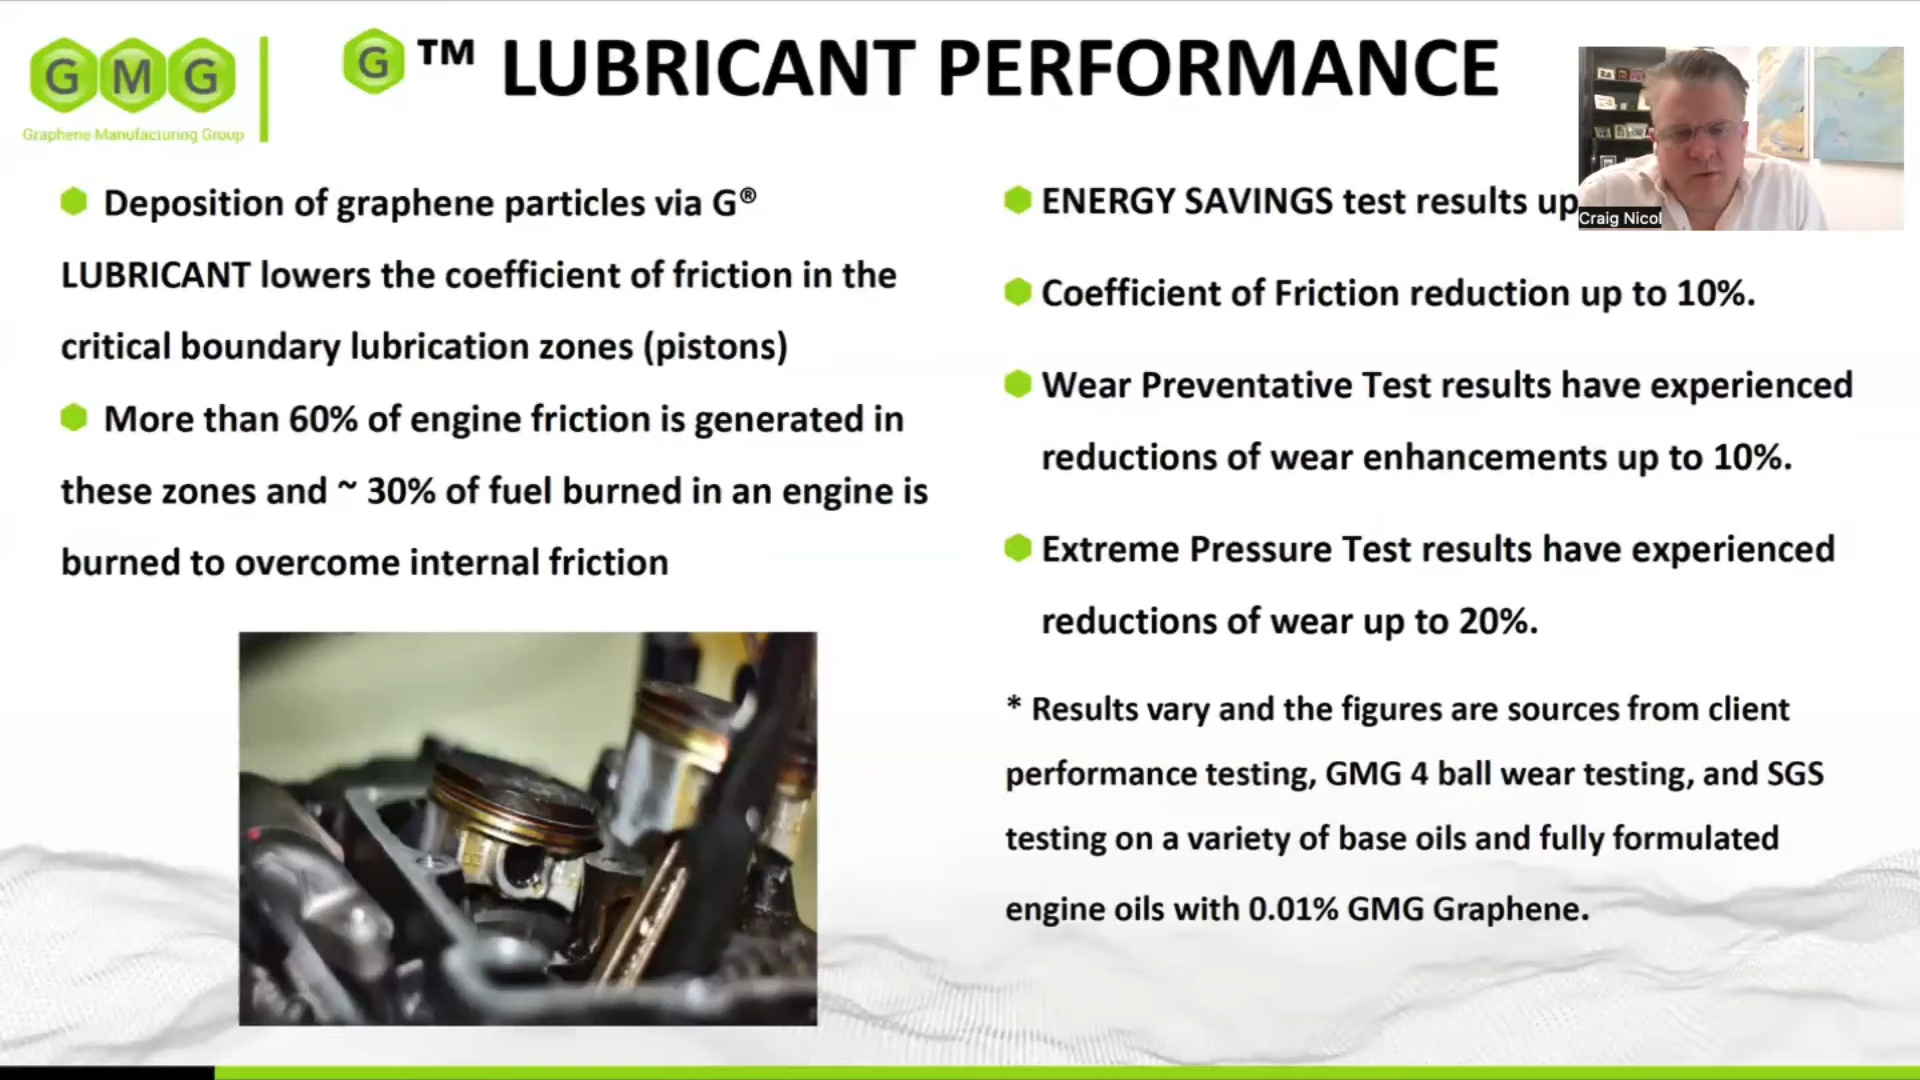 GMG
Graphene Manufacturing Group
G™ LUBRICANT PERFORMANCE
Deposition of graphene particles via G®
LUBRICANT lowers the coefficient of friction in the
critical boundary lubrication zones (pistons)
More than 60% of engine friction is generated in
these zones and ~ 30% of fuel burned in an engine is
burned to overcome internal friction
ENERGY SAVINGS test results up
Craig Nicol
Coefficient of Friction reduction up to 10%.
Wear Preventative Test results have experienced
reductions of wear enhancements up to 10%.
Extreme Pressure Test results have experienced
reductions of wear up to 20%.
* Results vary and the figures are sources from client
performance testing, GMG 4 ball wear testing, and SGS
testing on a variety of base oils and fully formulated
engine oils with 0.01% GMG Graphene.